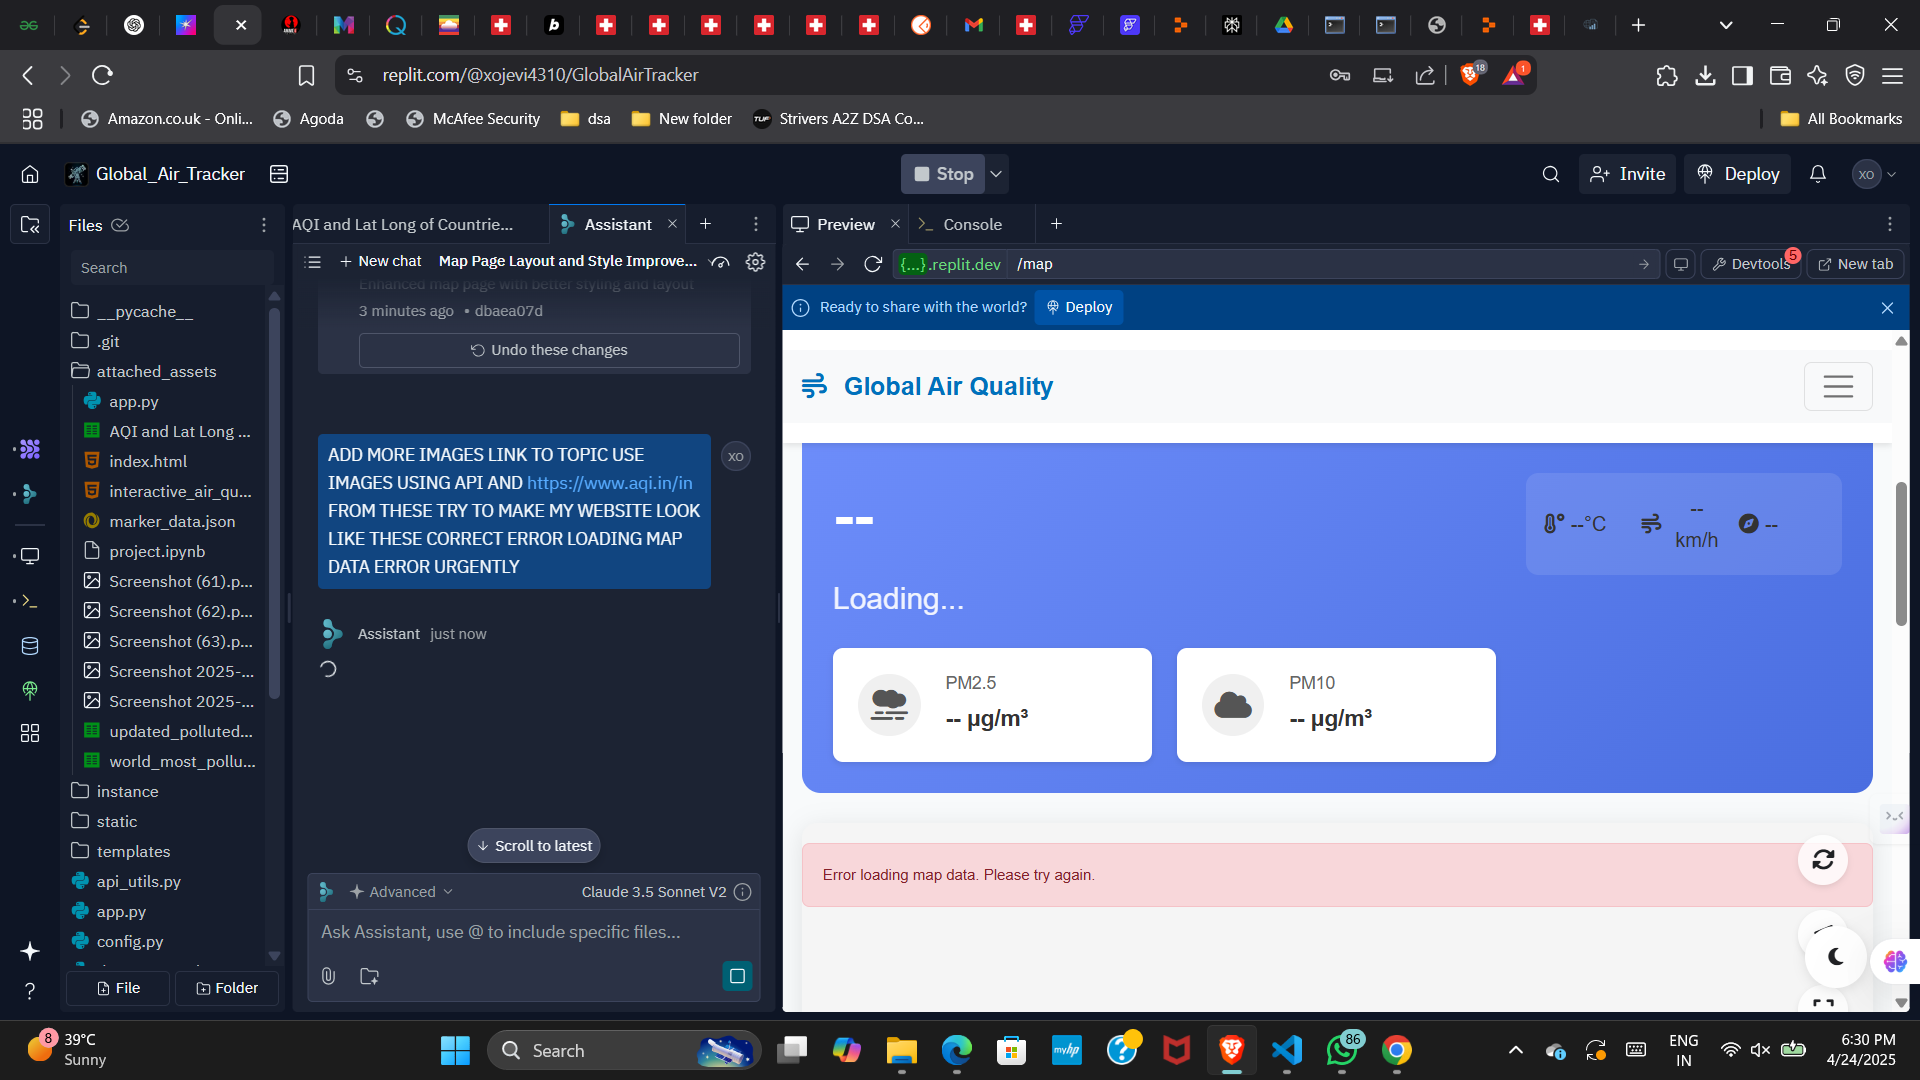 replit.com/@xojevi4310/GlobalAirTracker
18
1
Amazon.co.uk - Onli...
Agoda
McAfee Security
dsa
New folder
TUF
Strivers A2Z DSA Co...
All Bookmarks
Global_Air_Tracker
Stop
Invite
Deploy
XO
Files
AQI and Lat Long of Countrie...
Assistant
Preview
Console
Search
New chat
Map Page Layout and Style Improve...
{...}.replit.dev
/map
Devtools
5
New tab
Enhanced map page with better styling and layout
3 minutes ago • dbaea07d
Undo these changes
Ready to share with the world?
Deploy
__pycache__
.git
attached_assets
app.py
AQI and Lat Long ...
index.html
interactive_air_qu...
marker_data.json
project.ipynb
Screenshot (61).p...
Screenshot (62).p...
Screenshot (63).p...
Screenshot 2025-...
Screenshot 2025-...
updated_polluted...
world_most_pollu...
instance
static
templates
api_utils.py
app.py
config.py
File
Folder
ADD MORE IMAGES LINK TO TOPIC USE
IMAGES USING API AND https://www.aqi.in/in
FROM THESE TRY TO MAKE MY WEBSITE LOOK
LIKE THESE CORRECT ERROR LOADING MAP
DATA ERROR URGENTLY
XO
Assistant just now
Scroll to latest
Advanced
Claude 3.5 Sonnet V2
Ask Assistant, use @ to include specific files...
Global Air Quality
--
--°C
--
km/h
--
Loading...
PM2.5
-- µg/m³
PM10
-- µg/m³
Error loading map data. Please try again.
8
39°C
Sunny
Search
myhp
86
ENG
IN
6:30 PM
4/24/2025